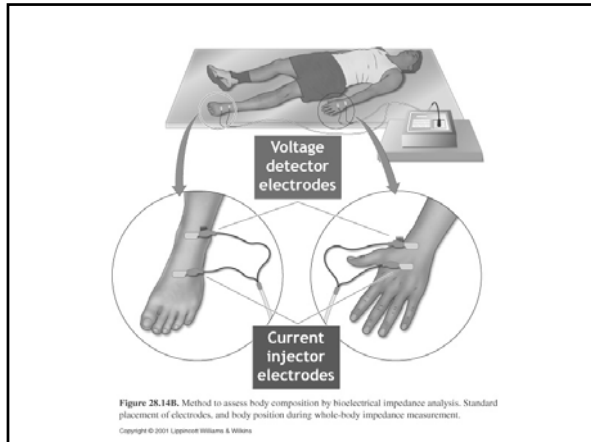 Voltage
detector
electrodes
Current
injector
electrodes
Figure 28.14B. Method to assess body composition by bioelectrical impedance analysis. Standard
placement of electrodes, and body position during whole-body impedance measurement.
Copyright © 2001 Lippincott Williams & Wilkins